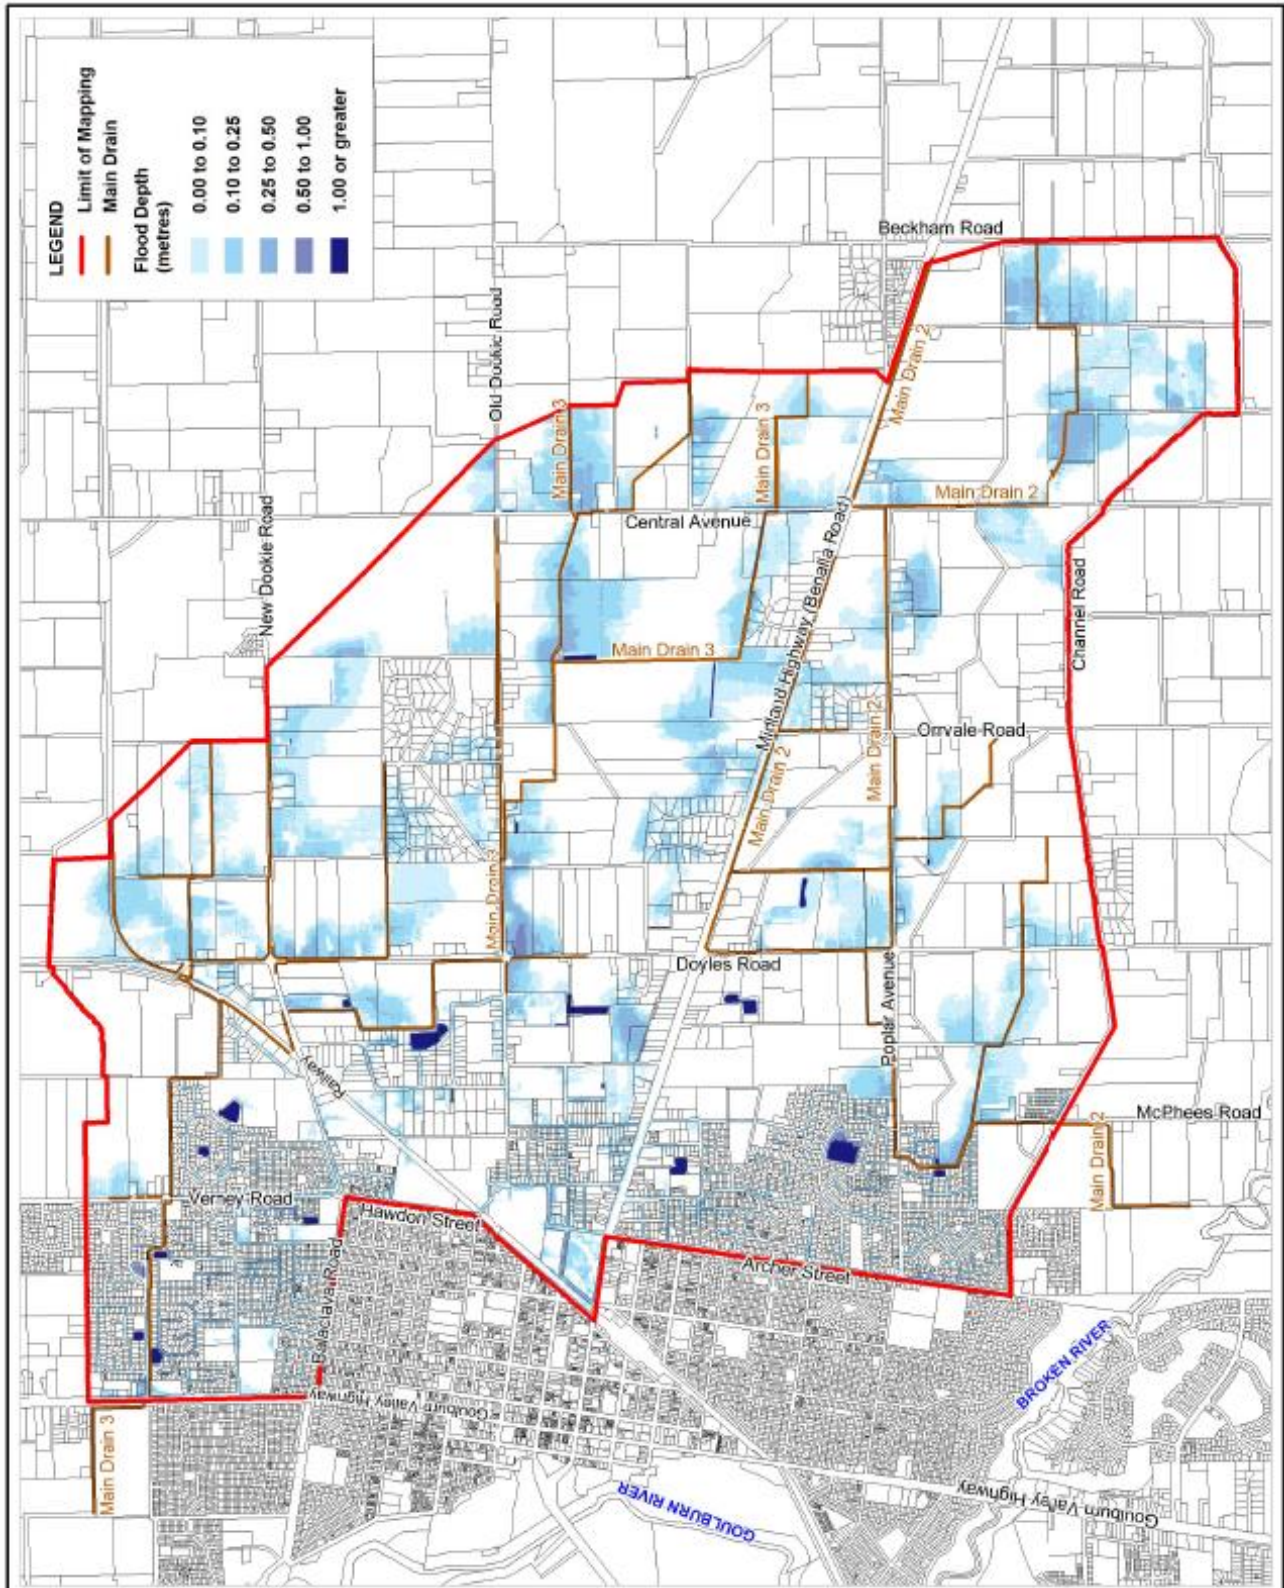 LEGEND
Limit of Mapping
Main Drain
Flood Depth
(metres)
0.00 to 0.10
0.10 to 0.25
0.25 to 0.50
0.50 to 1.00
1.00 or greater
Beckham Road
Old Dookie Road
New Dookie Road
Main Drain 2
Main Drain 3
Main Drain 3
Main Drain 2
Central Avenue
Midland Highway (Benalla Road)
Channel Road
Main Drain 3
Orrvale Road
Main Drain 2
Main Drain 2
Main Drain 3
Doyles Road
Poplar Avenue
Railway
McPhees Road
Main Drain 2
Verney Road
Hawdon Street
Archer Street
Balaclava Road
Goulburn Valley Highway
BROKEN RIVER
Main Drain 3
GOULBURN RIVER
Goulburn Valley Highway